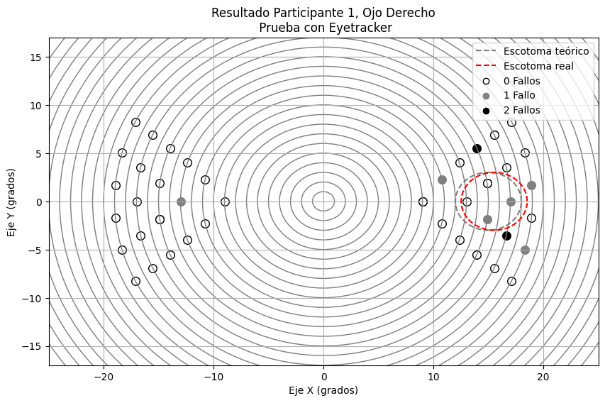 Resultado Participante 1, Ojo Derecho
Prueba con Eyetracker
Escotoma teórico
Escotoma real
0 Fallos
1 Fallo
2 Fallos
Eje Y (grados)
15
10
5
0
−5
−10
−15
−20
−10
0
10
20
Eje X (grados)